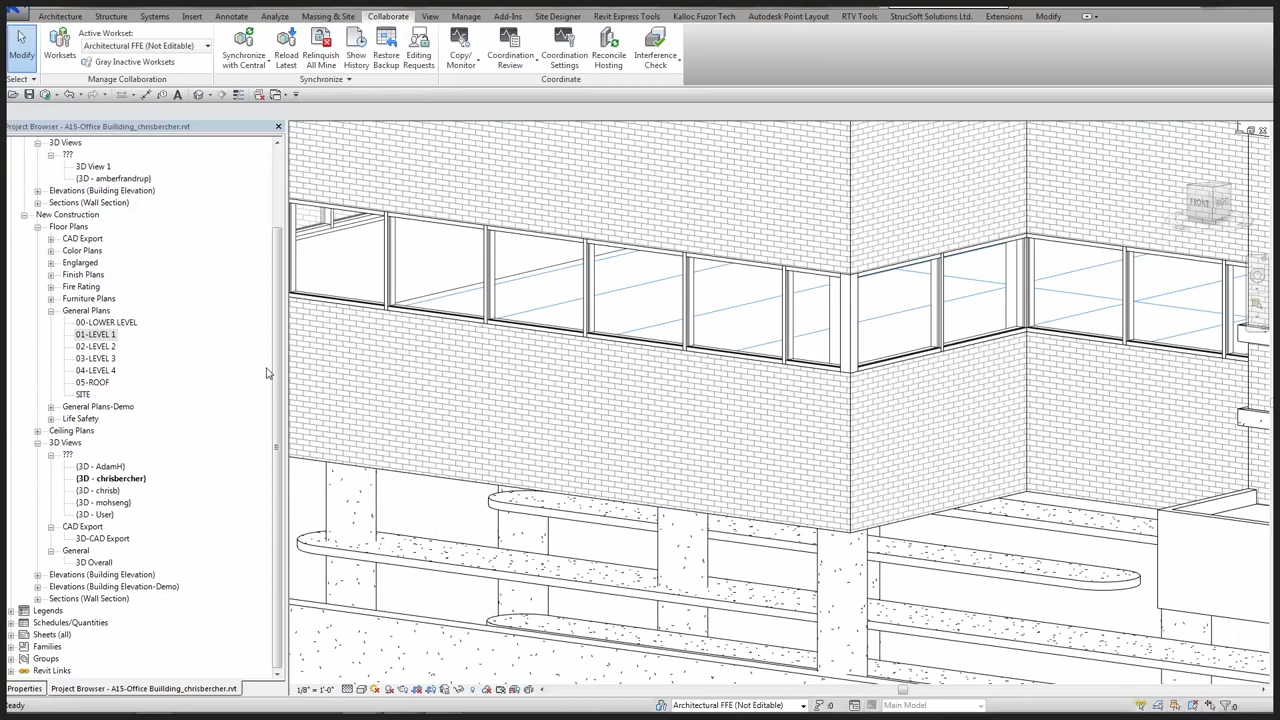 Architecture Structure Systems Insert Annotate Analyze Massing & Site Collaborate View Manage Add-Ins Site Designer Revit Express Tools Kalloc Fuzor Tech Autodesk Point Layout RTV Tools StrucSoft Solutions Ltd. Extensions Modify
Modify
Worksets
Active Workset:
Architectural FFE (Not Editable)
Gray Inactive Worksets
Synchronize with Central
Reload Latest
Relinquish All Mine
Show History
Restore Backup
Editing Requests
Copy/ Monitor
Coordination Review
Coordination Settings
Reconcile Hosting
Interference Check
Select Manage Collaboration Synchronize Coordinate
Project Browser - A15-Office Buillding_chrisbercher.rvt
3D Views
???
3D View 1
{3D - amberfrandrup}
Elevations (Building Elevation)
Sections (Wall Section)
New Construction
Floor Plans
CAD Export
Color Plans
Englarged
Finish Plans
Fire Rating
Furniture Plans
General Plans
00-LOWER LEVEL
01-LEVEL 1
02-LEVEL 2
03-LEVEL 3
04-LEVEL 4
05-ROOF
SITE
General Plans-Demo
Life Safety
Ceiling Plans
3D Views
???
{3D - AdamH}
{3D - chrisbercher}
{3D - chrisb}
{3D - mohseng}
{3D - User}
CAD Export
3D-CAD Export
General
3D Overall
Elevations (Building Elevation)
Elevations (Building Elevation-Demo)
Sections (Wall Section)
Legends
Schedules/Quantities
Sheets (all)
Families
Groups
Revit Links
Properties Project Browser - A15-Office Buillding_chrisbercher.rvt
FRONT RIGHT
1/8" = 1'-0"
Ready
Architectural FFE (Not Editable)
:0
Main Model
:0